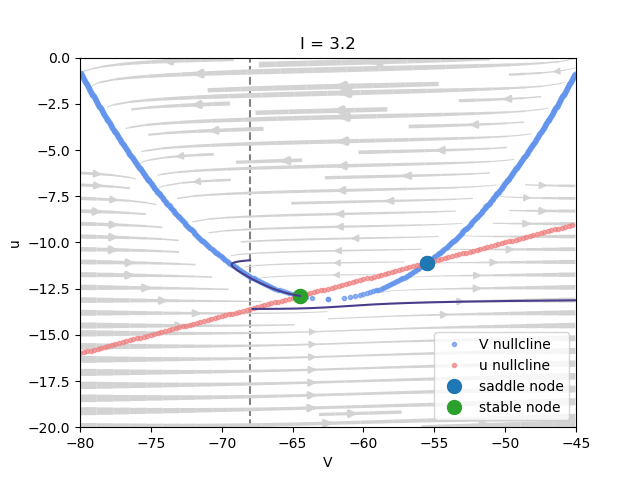 I = 3.2
0.0
−2.5
−5.0
−7.5
−10.0
−12.5
−15.0
−17.5
−20.0
u
V nullcline
u nullcline
saddle node
stable node
−80 −75 −70 −65 −60 −55 −50 −45
V